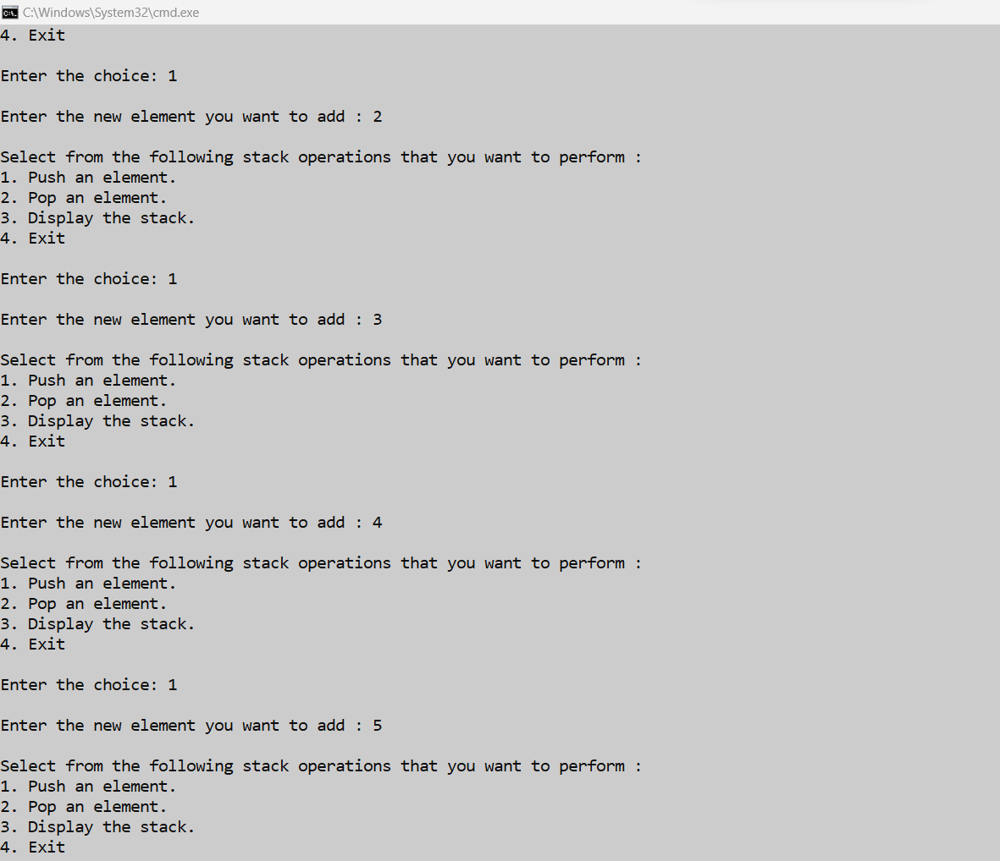 C:\Windows\System32\cmd.exe
4. Exit
Enter the choice: 1
Enter the new element you want to add : 2
Select from the following stack operations that you want to perform :
1. Push an element.
2. Pop an element.
3. Display the stack.
4. Exit
Enter the choice: 1
Enter the new element you want to add : 3
Select from the following stack operations that you want to perform :
1. Push an element.
2. Pop an element.
3. Display the stack.
4. Exit
Enter the choice: 1
Enter the new element you want to add : 4
Select from the following stack operations that you want to perform :
1. Push an element.
2. Pop an element.
3. Display the stack.
4. Exit
Enter the choice: 1
Enter the new element you want to add : 5
Select from the following stack operations that you want to perform :
1. Push an element.
2. Pop an element.
3. Display the stack.
4. Exit